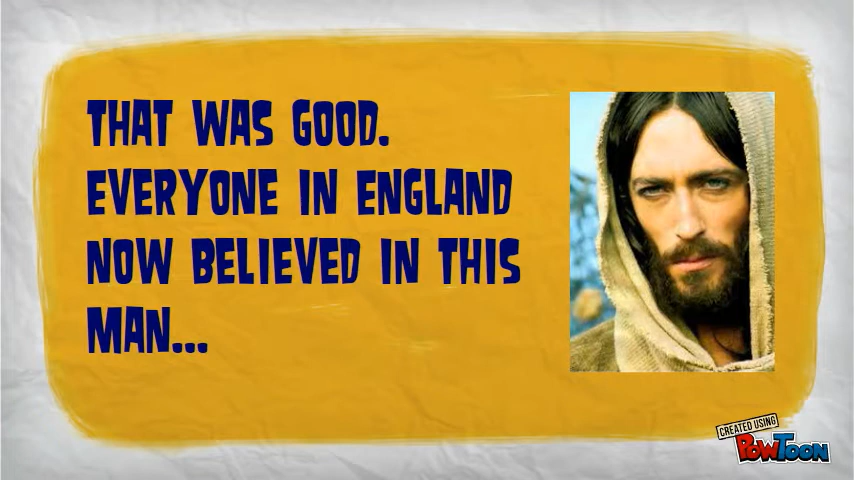 THAT WAS GOOD.
EVERYONE IN ENGLAND
NOW BELIEVED IN THIS
MAN...
CREATED USING
POWTOON